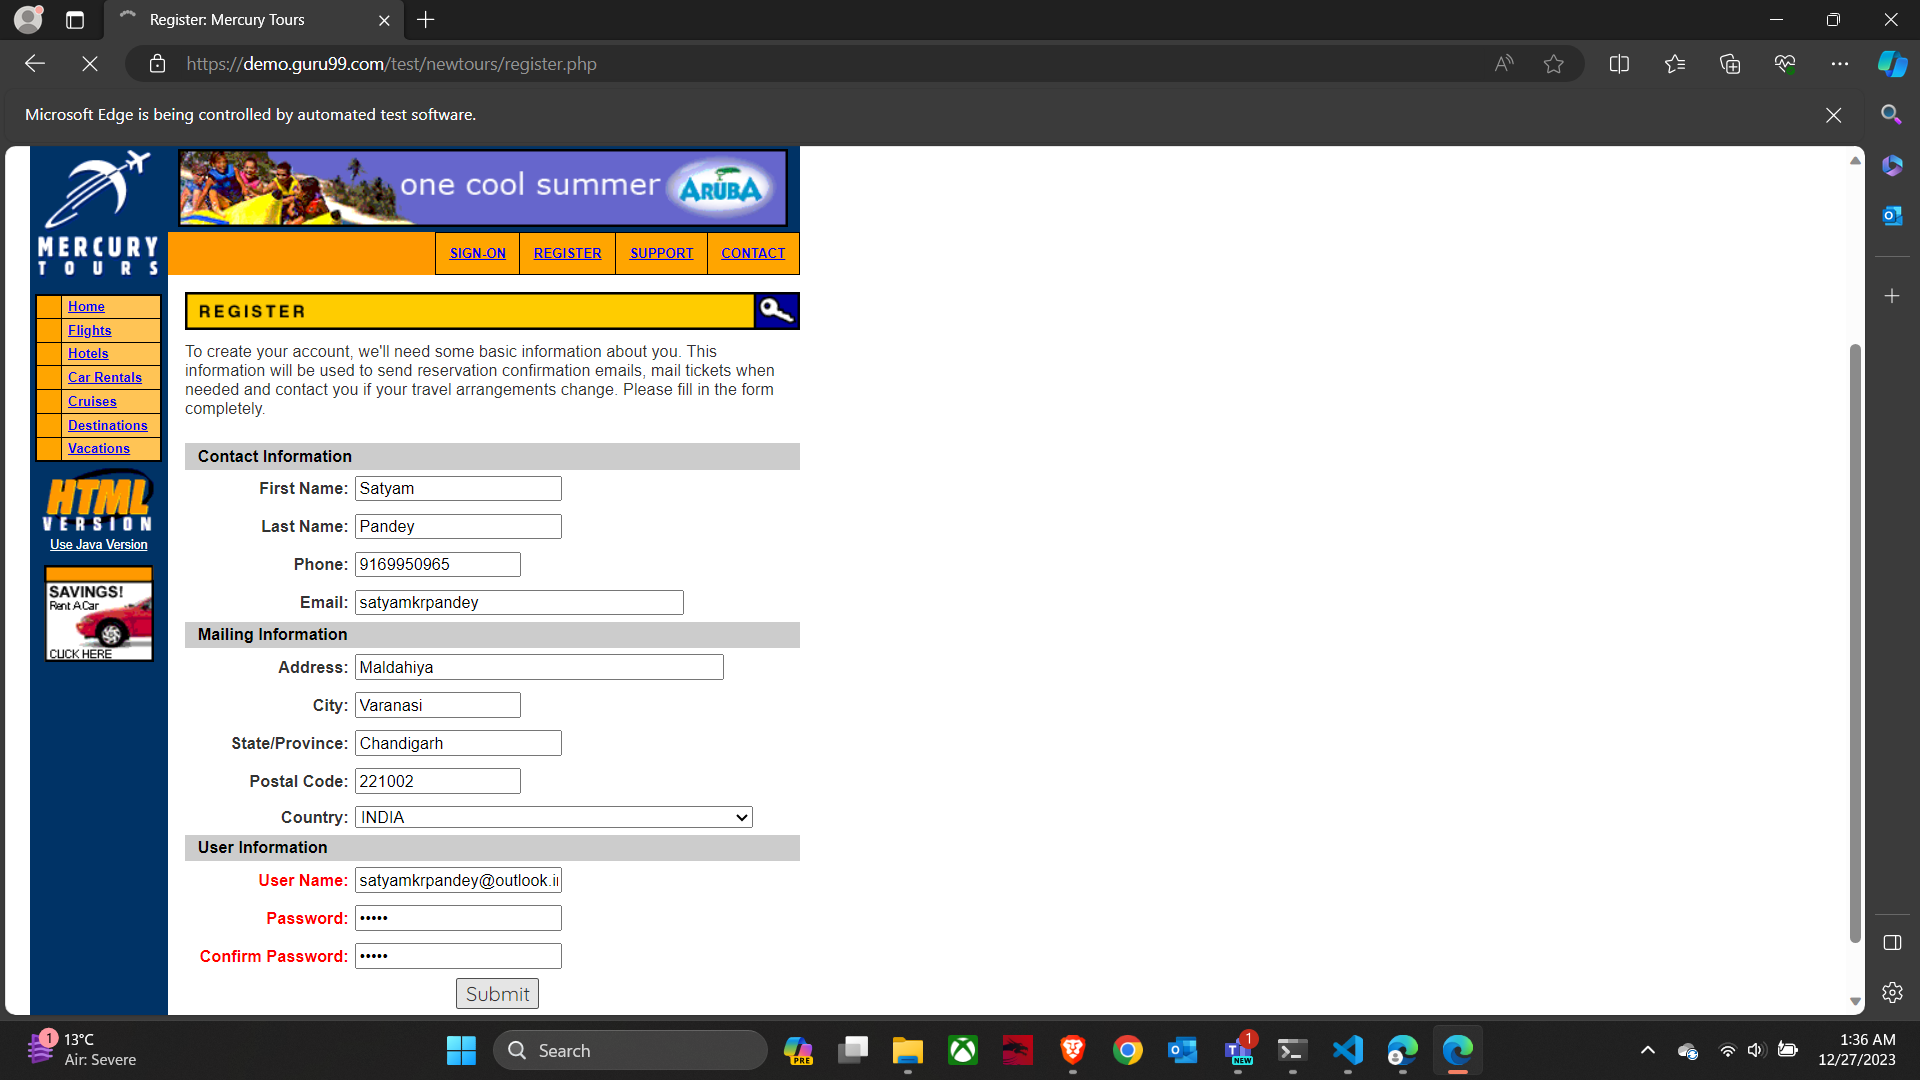 Register: Mercury Tours
https://demo.guru99.com/test/newtours/register.php
Microsoft Edge is being controlled by automated test software.
one cool summer ARUBA
MERCURY
TOURS
SIGN-ON REGISTER SUPPORT CONTACT
Home
Flights
Hotels
Car Rentals
Cruises
Destinations
Vacations
HTML
VERSION
Use Java Version
SAVINGS!
Rent A Car
CLICK HERE
REGISTER
To create your account, we'll need some basic information about you. This
information will be used to send reservation confirmation emails, mail tickets when
needed and contact you if your travel arrangements change. Please fill in the form
completely.
Contact Information
First Name: Satyam
Last Name: Pandey
Phone: 9169950965
Email: satyamkrpandey
Mailing Information
Address: Maldahiya
City: Varanasi
State/Province: Chandigarh
Postal Code: 221002
Country: INDIA
User Information
User Name: satyamkrpandey@outlook.i
Password: •••••
Confirm Password: •••••
Submit
1 13°C
Air: Severe
Search
PRE
1
NEW
1:36 AM
12/27/2023